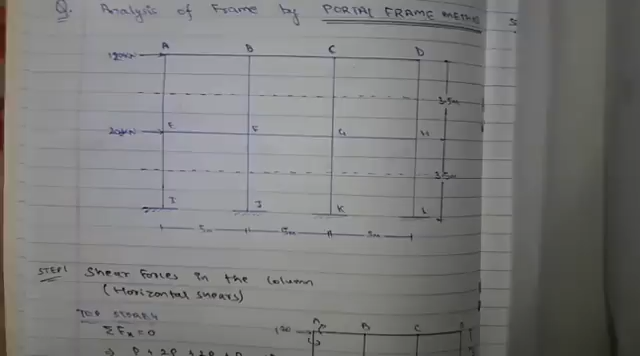 Q. Analysis of Frame by PORTAL FRAME METHOD
120KN A B C D
3.5m
E F G H
3.5m
I J K L
5m 5m 5m
STEP1 Shear Forces in the column
(Horizontal shears)
TOP STOREY
ΣFx=0
120 A B C